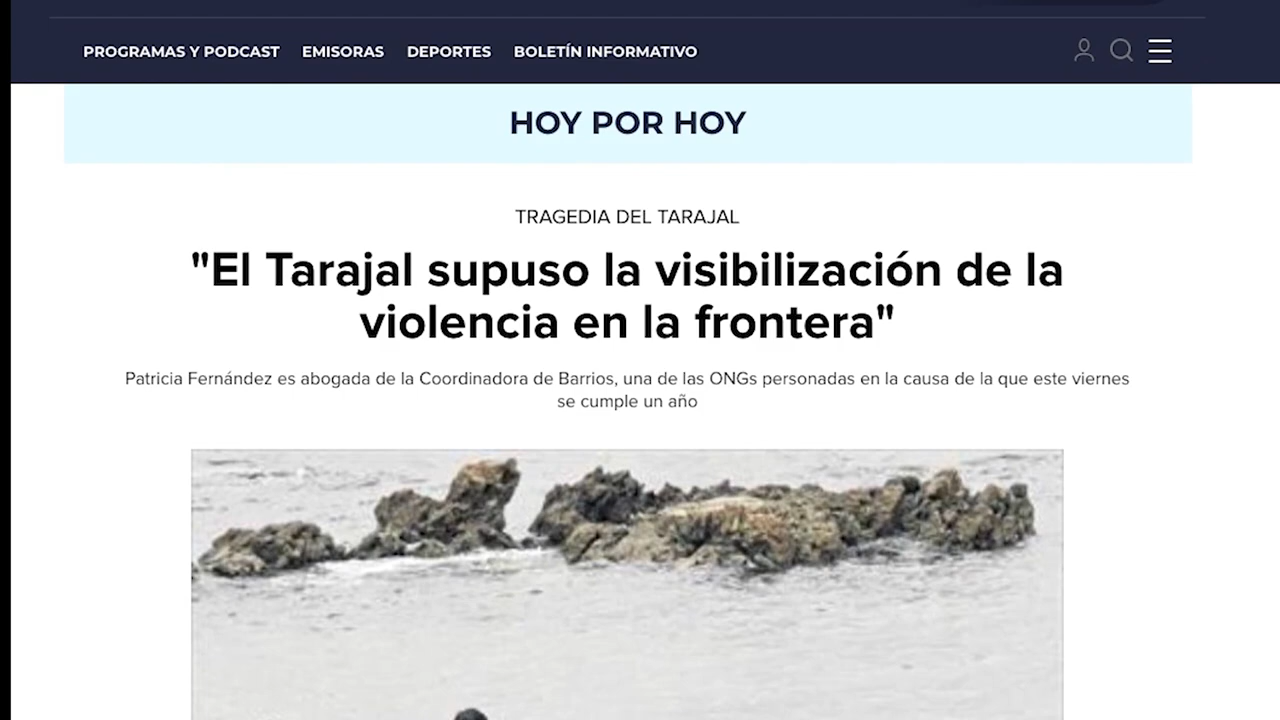 PROGRAMAS Y PODCAST EMISORAS DEPORTES BOLETÍN INFORMATIVO
HOY POR HOY
TRAGEDIA DEL TARAJAL
"El Tarajal supuso la visibilización de la
violencia en la frontera"
Patricia Fernández es abogada de la Coordinadora de Barrios, una de las ONGs personadas en la causa de la que este viernes
se cumple un año